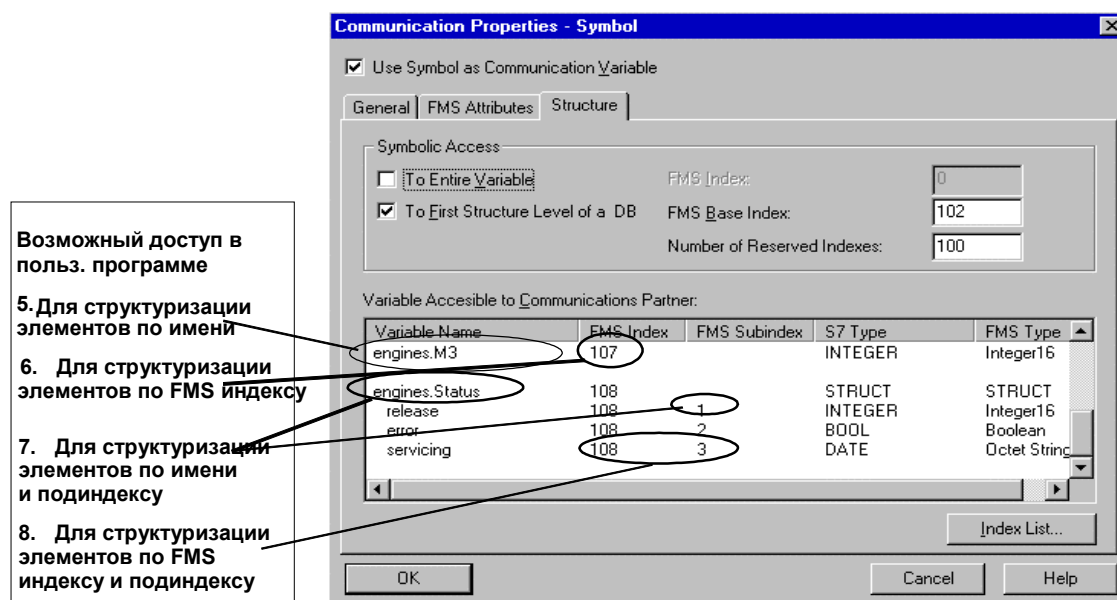 Communication Properties - Symbol
Use Symbol as Communication Variable
General
FMS Attributes
Structure
Symbolic Access
To Entire Variable
FMS Index:
0
To First Structure Level of a DB
FMS Base Index:
102
Number of Reserved Indexes:
100
Variable Accesible to Communications Partner:
Variable Name FMS Index FMS Subindex S7 Type FMS Type
engines.M3 107 INTEGER Integer16
engines.Status 108 STRUCT STRUCT
release 108 1 INTEGER Integer16
error 108 2 BOOL Boolean
servicing 108 3 DATE Octet String
Index List...
OK
Cancel
Help
Возможный доступ в
польз. программе
5. Для структуризации
элементов по имени
6. Для структуризации
элементов по FMS индексу
7. Для структуризации
элементов по имени
и подиндексу
8. Для структуризации
элементов по FMS
индексу и подиндексу